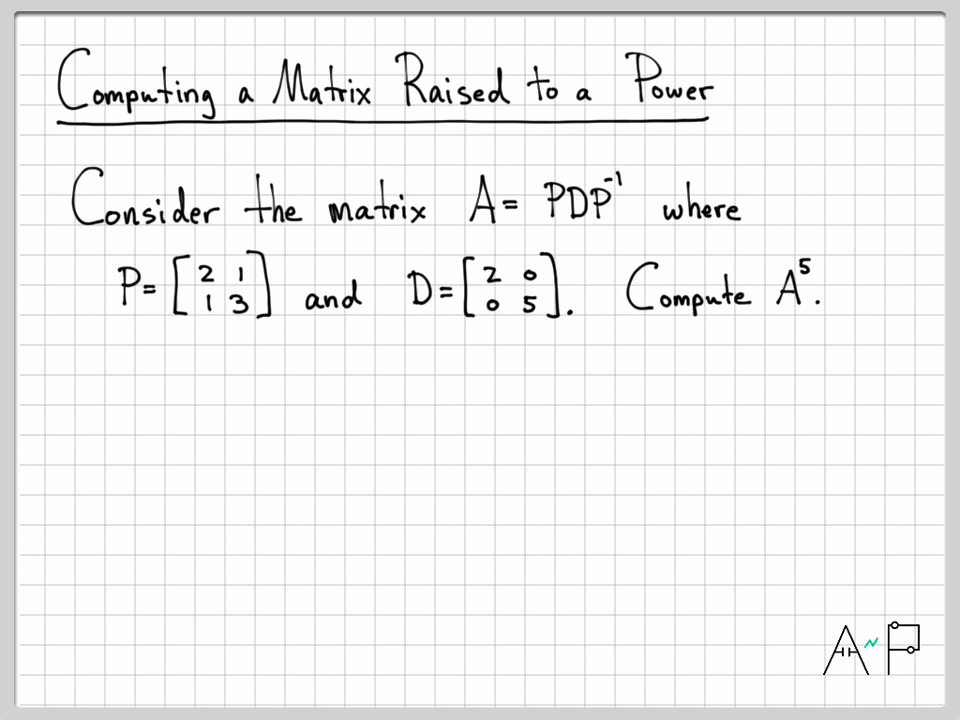 Computing a Matrix Raised to a Power
Consider the matrix A = PDP⁻¹ where
P = [2 1; 1 3] and D = [2 0; 0 5]. Compute A⁵.
A~P